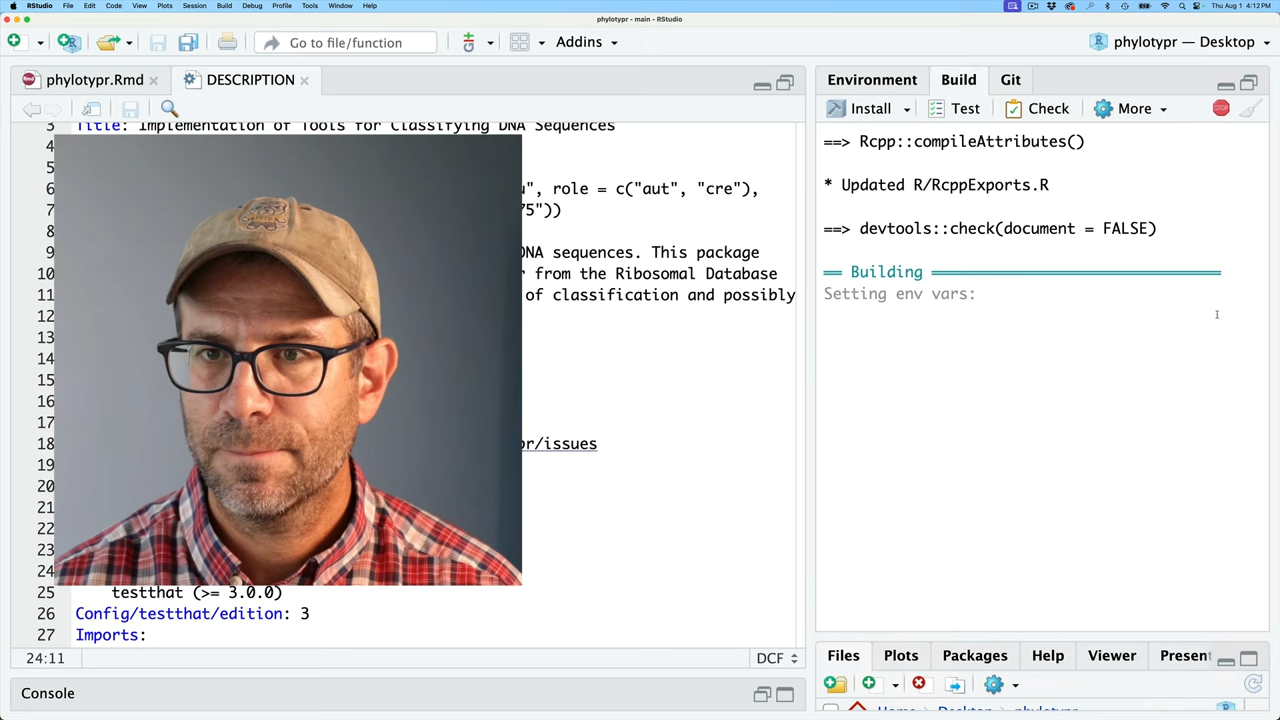 RStudio File Edit Code View Plots Session Build Debug Profile Tools Window Help Thu Aug 1 4:12 PM
phylotypr - main - RStudio
Go to file/function Addins phylotypr — Desktop
phylotypr.Rmd DESCRIPTION
3 Title: Implementation of Tools for Classifying DNA Sequences
4
5
6 u", role = c("aut", "cre"),
7 75"))
8
9 DNA sequences. This package
10 r from the Ribosomal Database
11 of classification and possibly
12
13
14
15
16
17
18 pr/issues
19
20
21
22
23
24
25 testthat (>= 3.0.0)
26 Config/testthat/edition: 3
27 Imports:
24:11 DCF
Console
Environment Build Git
Install Test Check More
==> Rcpp::compileAttributes()
* Updated R/RcppExports.R
==> devtools::check(document = FALSE)
══ Building ══
Setting env vars:
Files Plots Packages Help Viewer Present
Home Desktop phylotypr